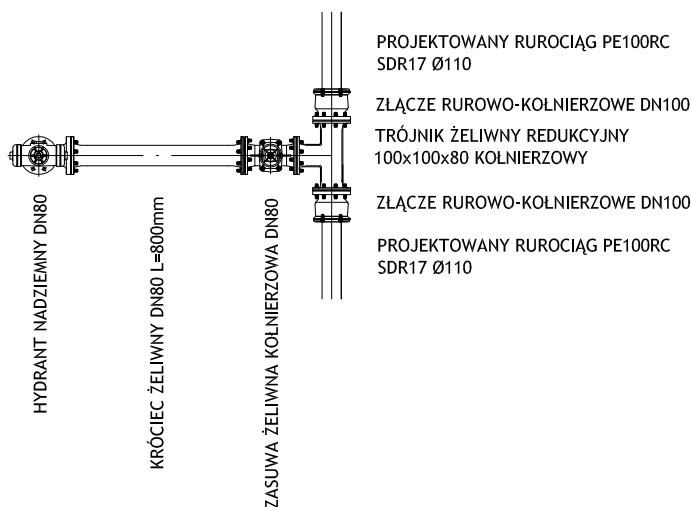 PROJEKTOWANY RUROCIĄG PE100RC
SDR17 Ø110
ZŁĄCZE RUROWO-KOŁNIERZOWE DN100
TRÓJNIK ŻELIWNY REDUKCYJNY
100x100x80 KOŁNIERZOWY
ZŁĄCZE RUROWO-KOŁNIERZOWE DN100
PROJEKTOWANY RUROCIĄG PE100RC
SDR17 Ø110
HYDRANT NADZIEMNY DN80
KRÓCIEC ŻELIWNY DN80 L=800mm
ZASUWA ŻELIWNA KOŁNIERZOWA DN80